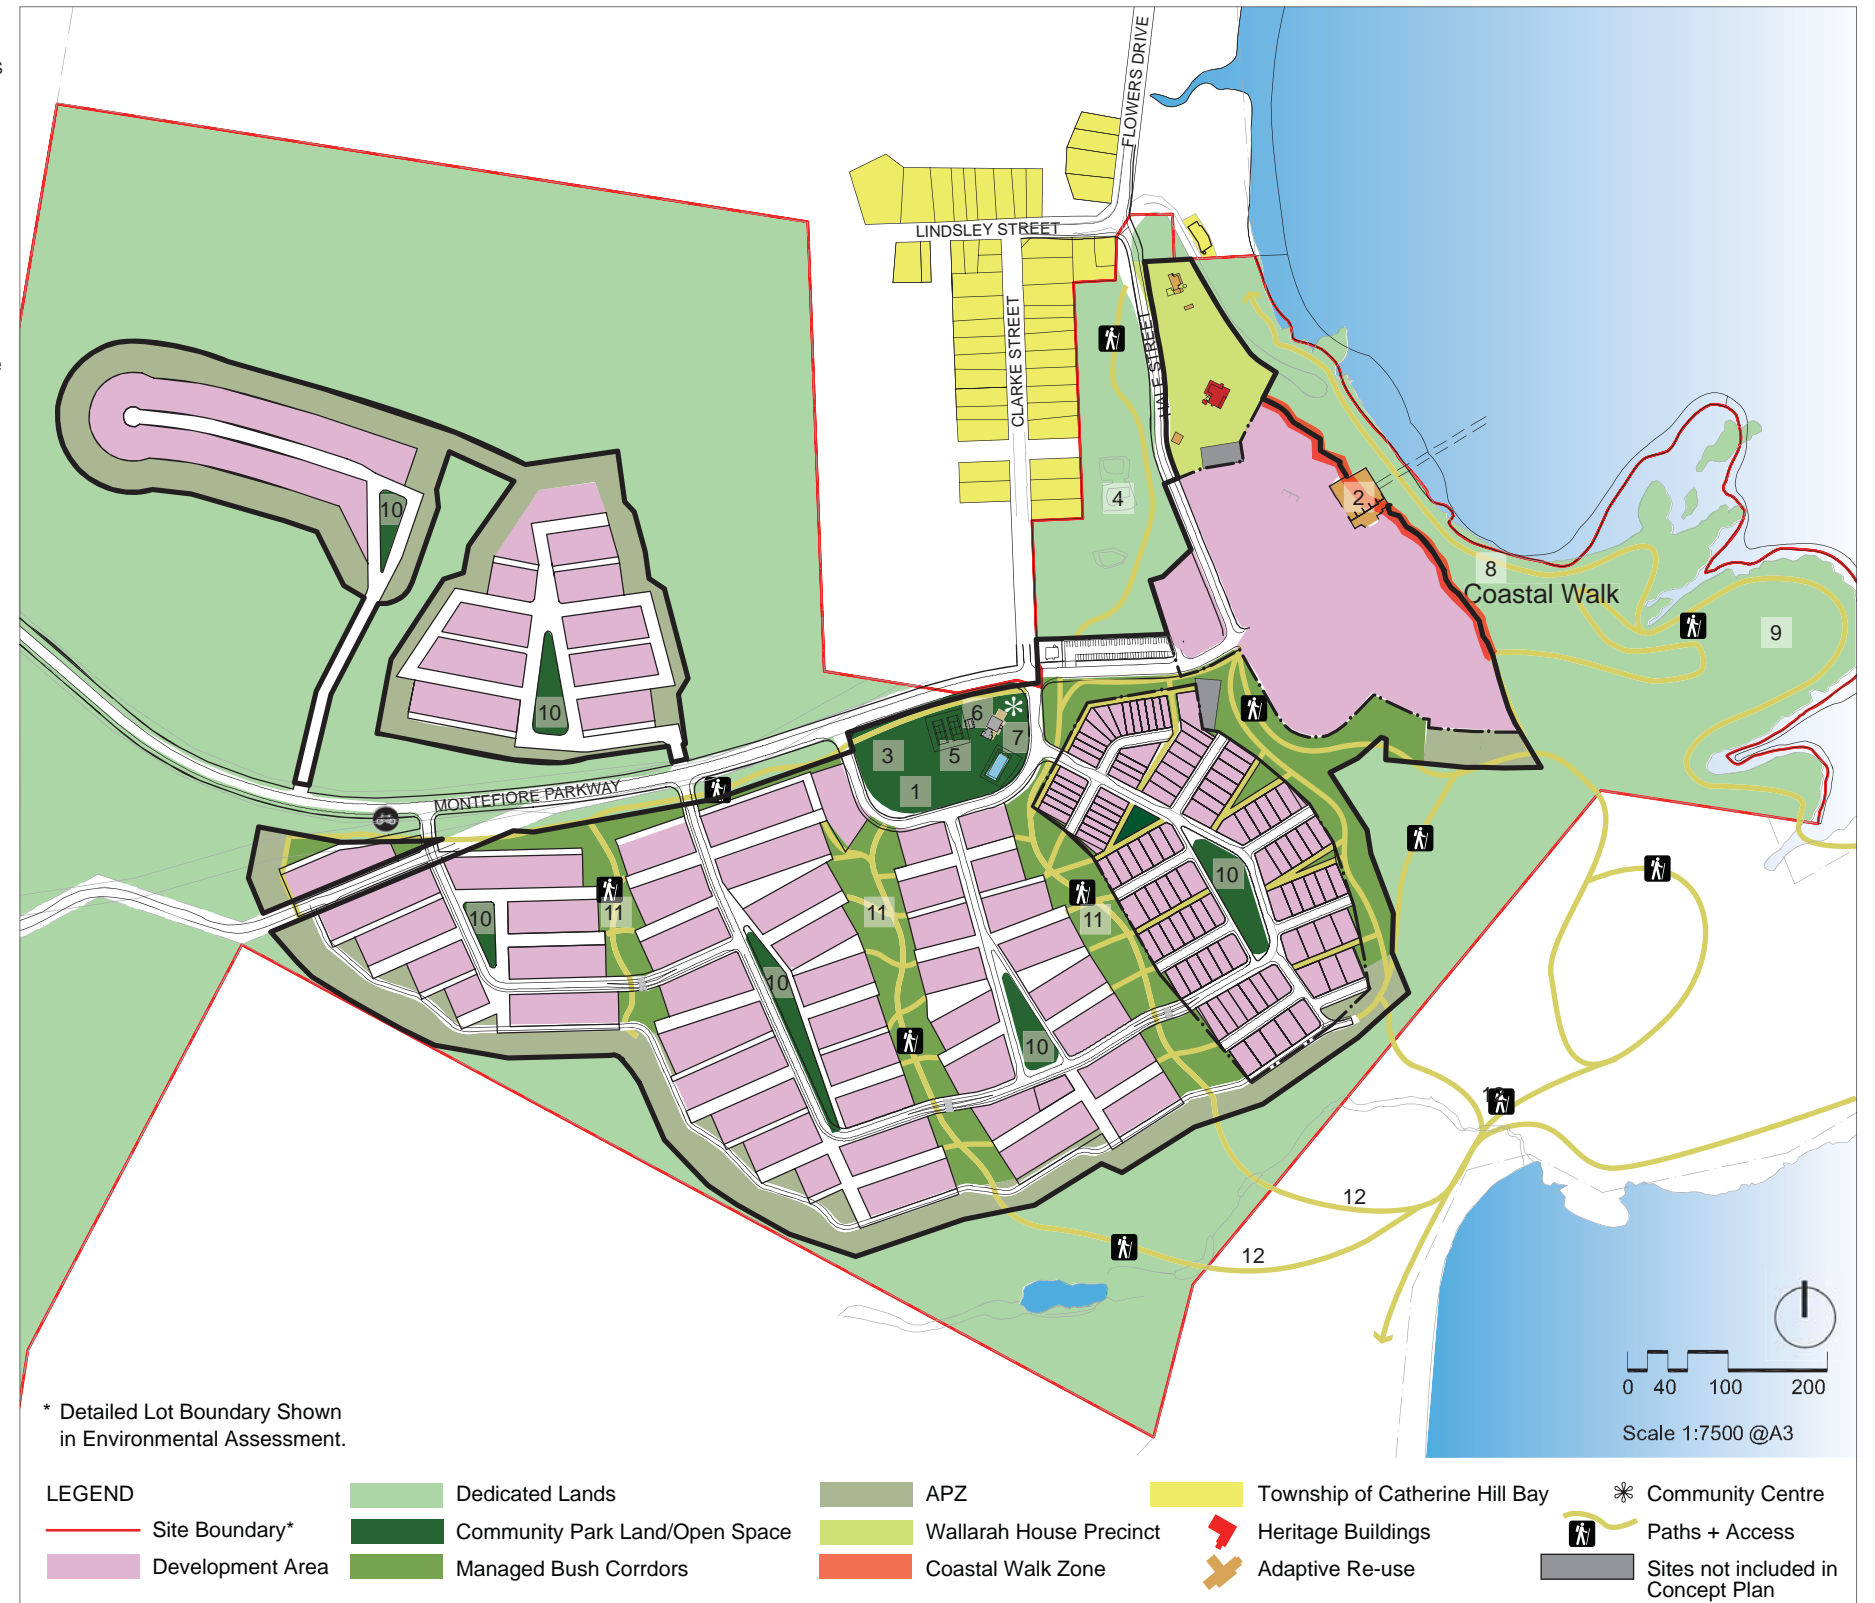 s
e
FLOWERS DRIVE
LINDSLEY STREET
CLARKE STREET
HALE STREET
4
2
8
Coastal Walk
9
10
10
6
7
3
5
1
MONTEFIORE PARKWAY
10
10
11
11
11
10
10
12
12
0 40 100 200
Scale 1:7500 @A3
* Detailed Lot Boundary Shown
in Environmental Assessment.
LEGEND
Site Boundary*
Development Area
Dedicated Lands
Community Park Land/Open Space
Managed Bush Corrdors
APZ
Wallarah House Precinct
Coastal Walk Zone
Township of Catherine Hill Bay
Heritage Buildings
Adaptive Re-use
Community Centre
Paths + Access
Sites not included in
Concept Plan